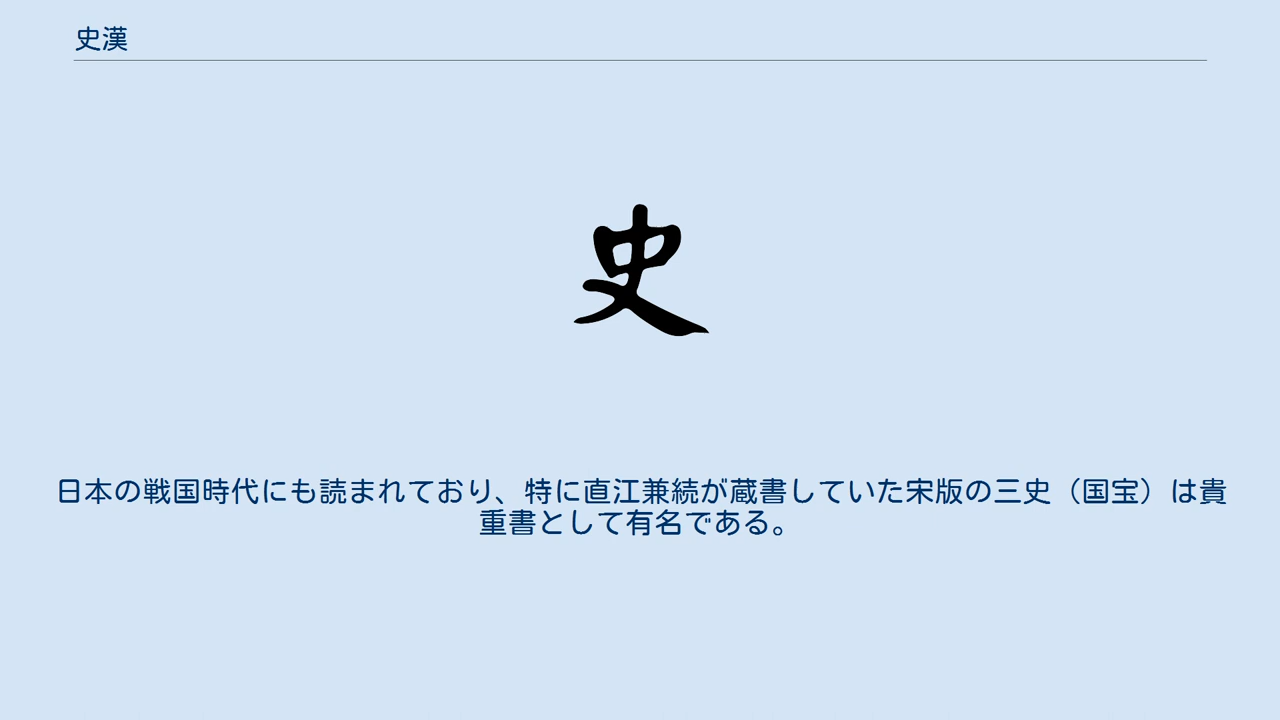 史漢
史
日本の戦国時代にも読まれており、特に直江兼続が蔵書していた宋版の三史（国宝）は貴
重書として有名である。